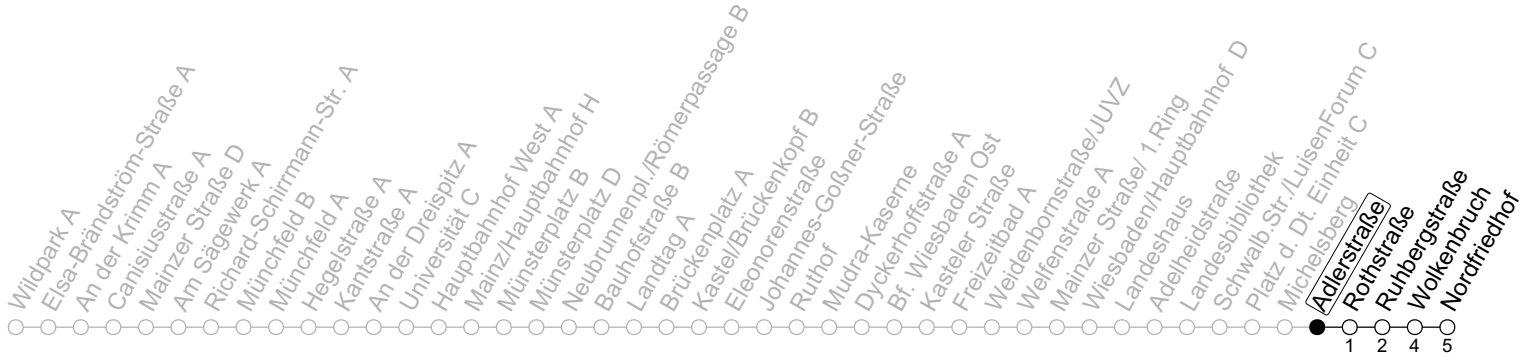 Wildpark A
Elsa-Brändström-Straße A
An der Krimm A
Canisiusstraße A
Mainzer Straße D
Am Sägewerk A
Richard-Schirrmann-Str. A
Münchfeld B
Münchfeld A
Hegelstraße A
Kantstraße A
An der Dreispitz A
Universität C
Hauptbahnhof West A
Mainz/Hauptbahnhof H
Münsterplatz B
Münsterplatz D
Neubrunnenpl./Römerpassage B
Bauhofstraße B
Landtag A
Brückenplatz A
Kastel/Brückenkopf B
Eleonorenstraße
Johannes-Goßner-Straße
Ruthof
Mudra-Kaserne
Dyckerhoffstraße A
Bf. Wiesbaden Ost
Kasteler Straße
Freizeitbad A
Weidenbornstraße/JUVZ
Welfenstraße A
Mainzer Straße/ 1.Ring
Wiesbaden/Hauptbahnhof D
Landeshaus
Adelheidstraße
Landesbibliothek
Schwalb.Str./LuisenForum C
Platz d. Dt. Einheit C
Michelsberg
Adlerstraße
Rothstraße
Ruhbergstraße
Wolkenbruch
Nordfriedhof
1 2 4 5